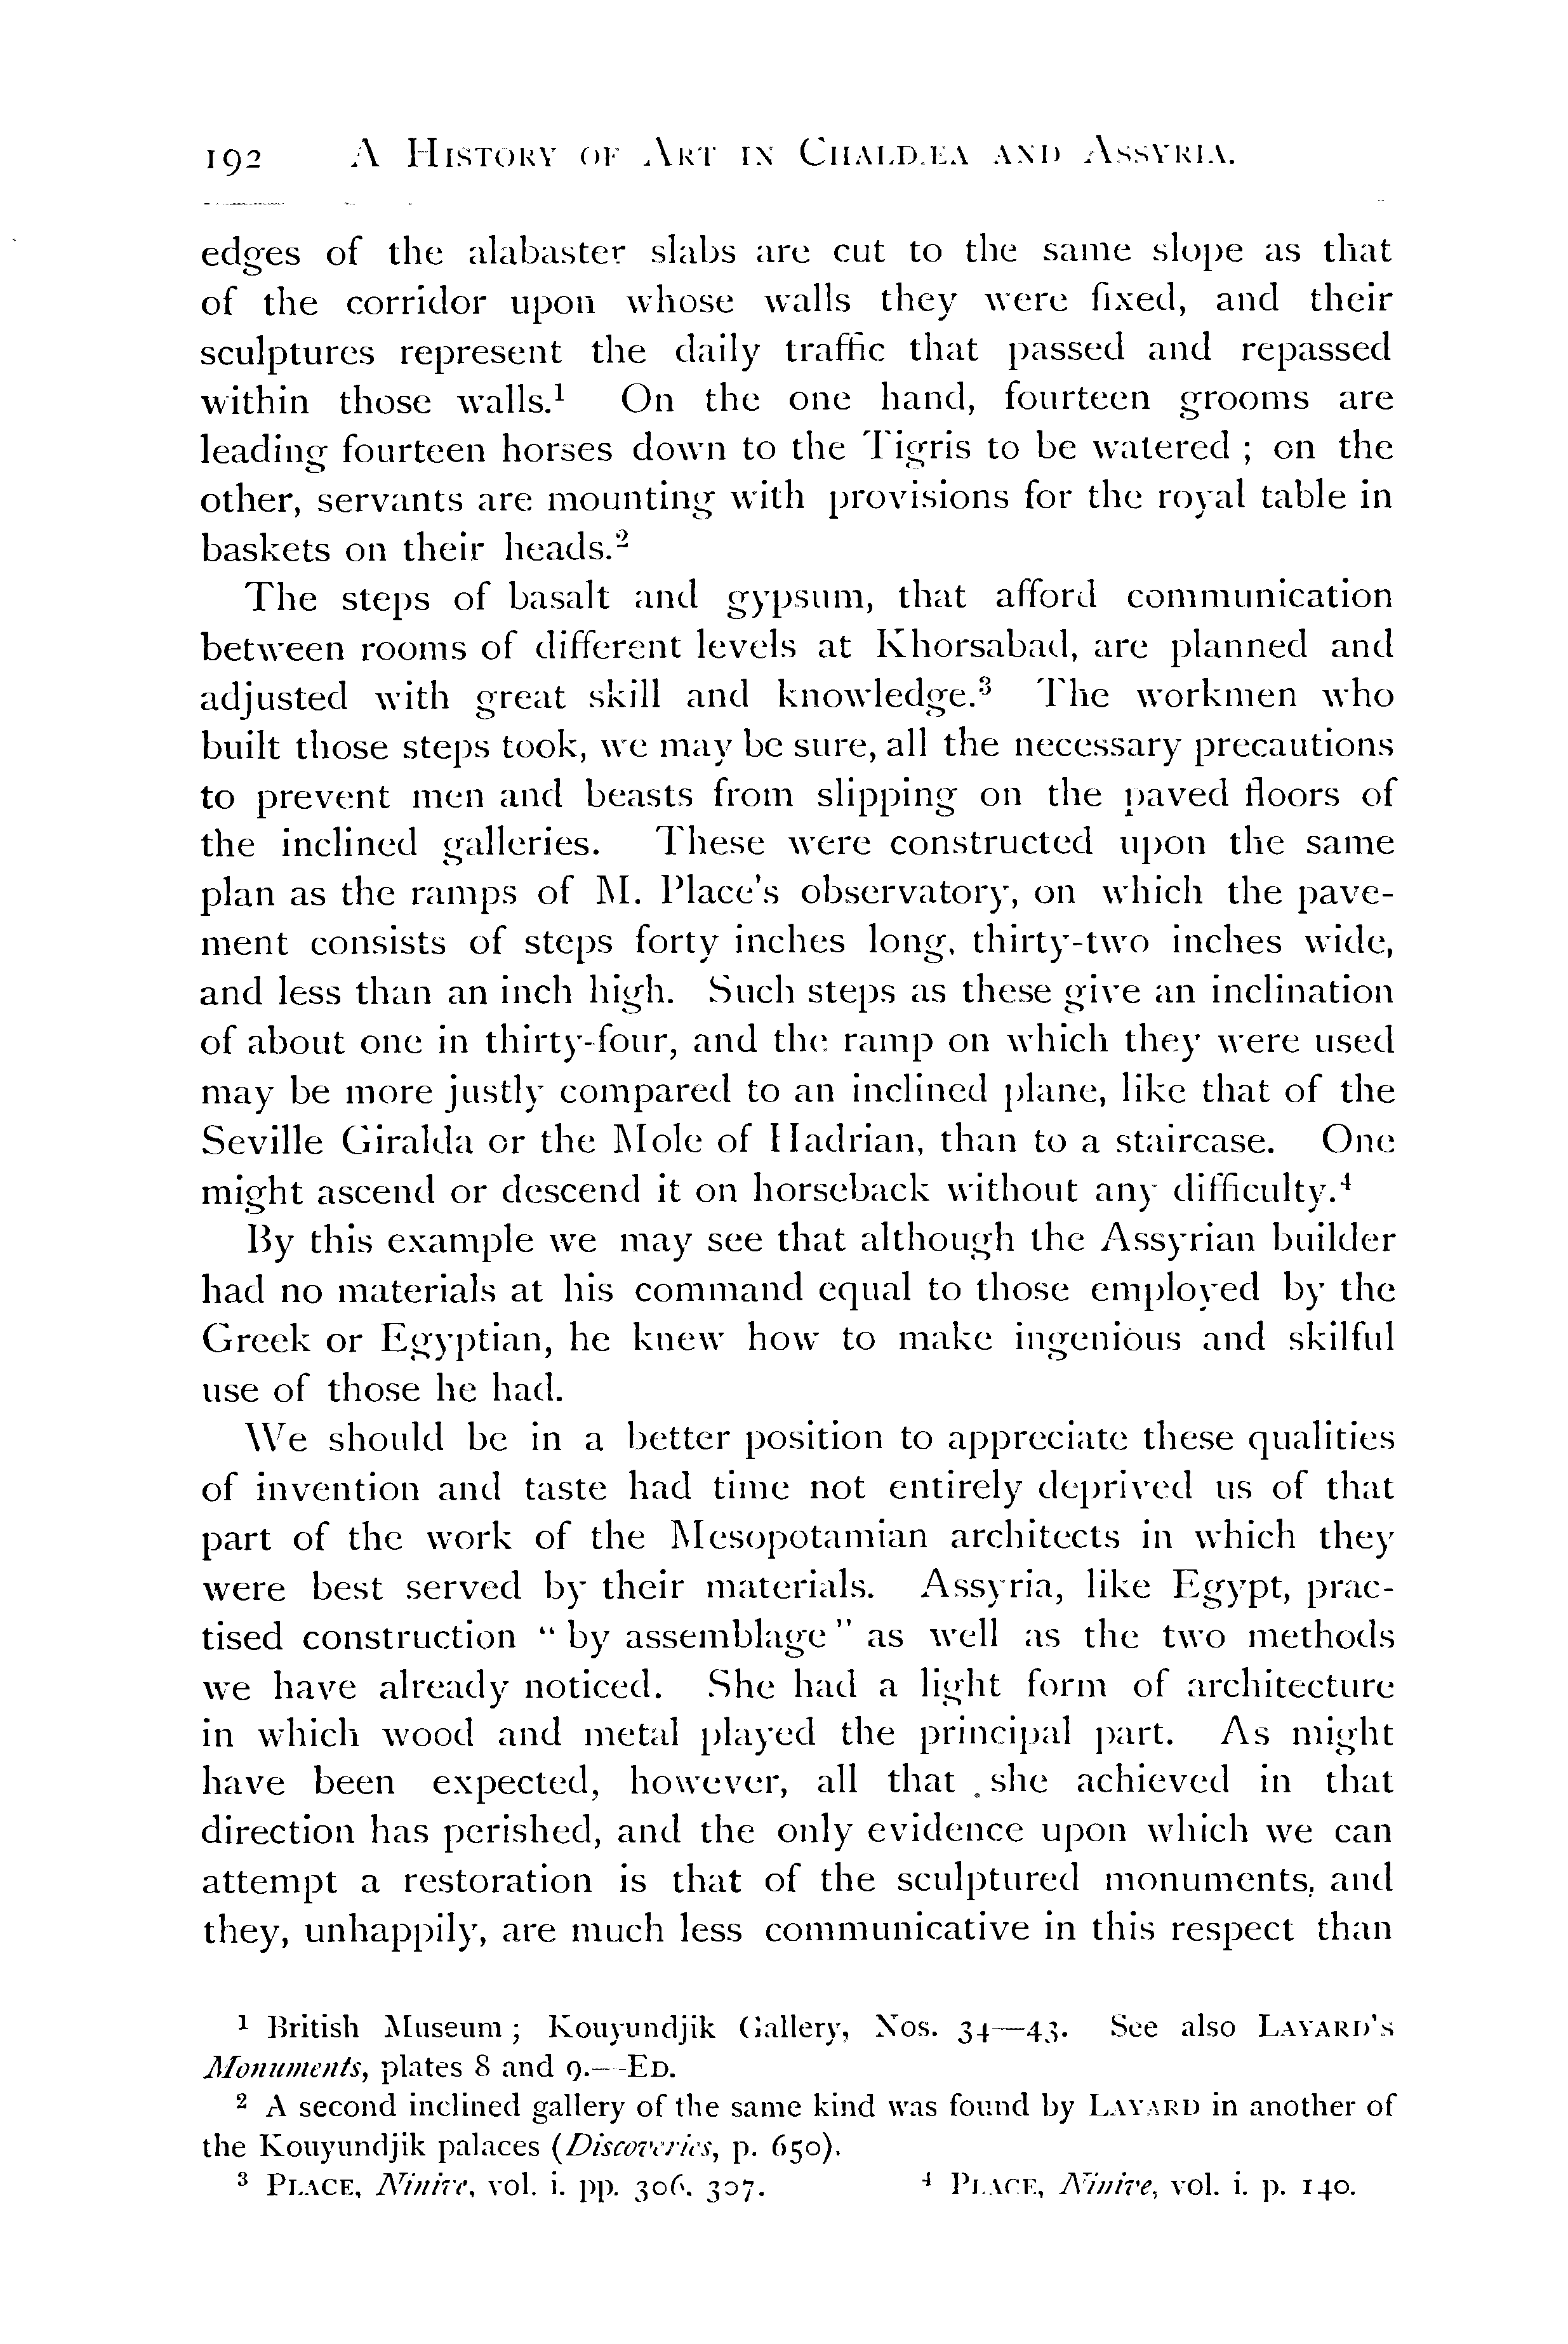 192 A History of Art in Chaldæa and Assyria.
edges of the alabaster slabs are cut to the same slope as that
of the corridor upon whose walls they were fixed, and their
sculptures represent the daily traffic that passed and repassed
within those walls.¹ On the one hand, fourteen grooms are
leading fourteen horses down to the Tigris to be watered ; on the
other, servants are mounting with provisions for the royal table in
baskets on their heads.²
The steps of basalt and gypsum, that afford communication
between rooms of different levels at Khorsabad, are planned and
adjusted with great skill and knowledge.³ The workmen who
built those steps took, we may be sure, all the necessary precautions
to prevent men and beasts from slipping on the paved floors of
the inclined galleries. These were constructed upon the same
plan as the ramps of M. Place's observatory, on which the pave-
ment consists of steps forty inches long, thirty-two inches wide,
and less than an inch high. Such steps as these give an inclination
of about one in thirty-four, and the ramp on which they were used
may be more justly compared to an inclined plane, like that of the
Seville Giralda or the Mole of Hadrian, than to a staircase. One
might ascend or descend it on horseback without any difficulty.⁴
By this example we may see that although the Assyrian builder
had no materials at his command equal to those employed by the
Greek or Egyptian, he knew how to make ingenious and skilful
use of those he had.
We should be in a better position to appreciate these qualities
of invention and taste had time not entirely deprived us of that
part of the work of the Mesopotamian architects in which they
were best served by their materials. Assyria, like Egypt, prac-
tised construction " by assemblage " as well as the two methods
we have already noticed. She had a light form of architecture
in which wood and metal played the principal part. As might
have been expected, however, all that she achieved in that
direction has perished, and the only evidence upon which we can
attempt a restoration is that of the sculptured monuments, and
they, unhappily, are much less communicative in this respect than
¹ British Museum ; Kouyundjik Gallery, Nos. 34—43. See also Layard's
Monuments, plates 8 and 9.—Ed.
² A second inclined gallery of the same kind was found by Layard in another of
the Kouyundjik palaces (Discoveries, p. 650).
³ Place, Ninive, vol. i. pp. 306, 307. ⁴ Place, Ninive, vol. i. p. 140.